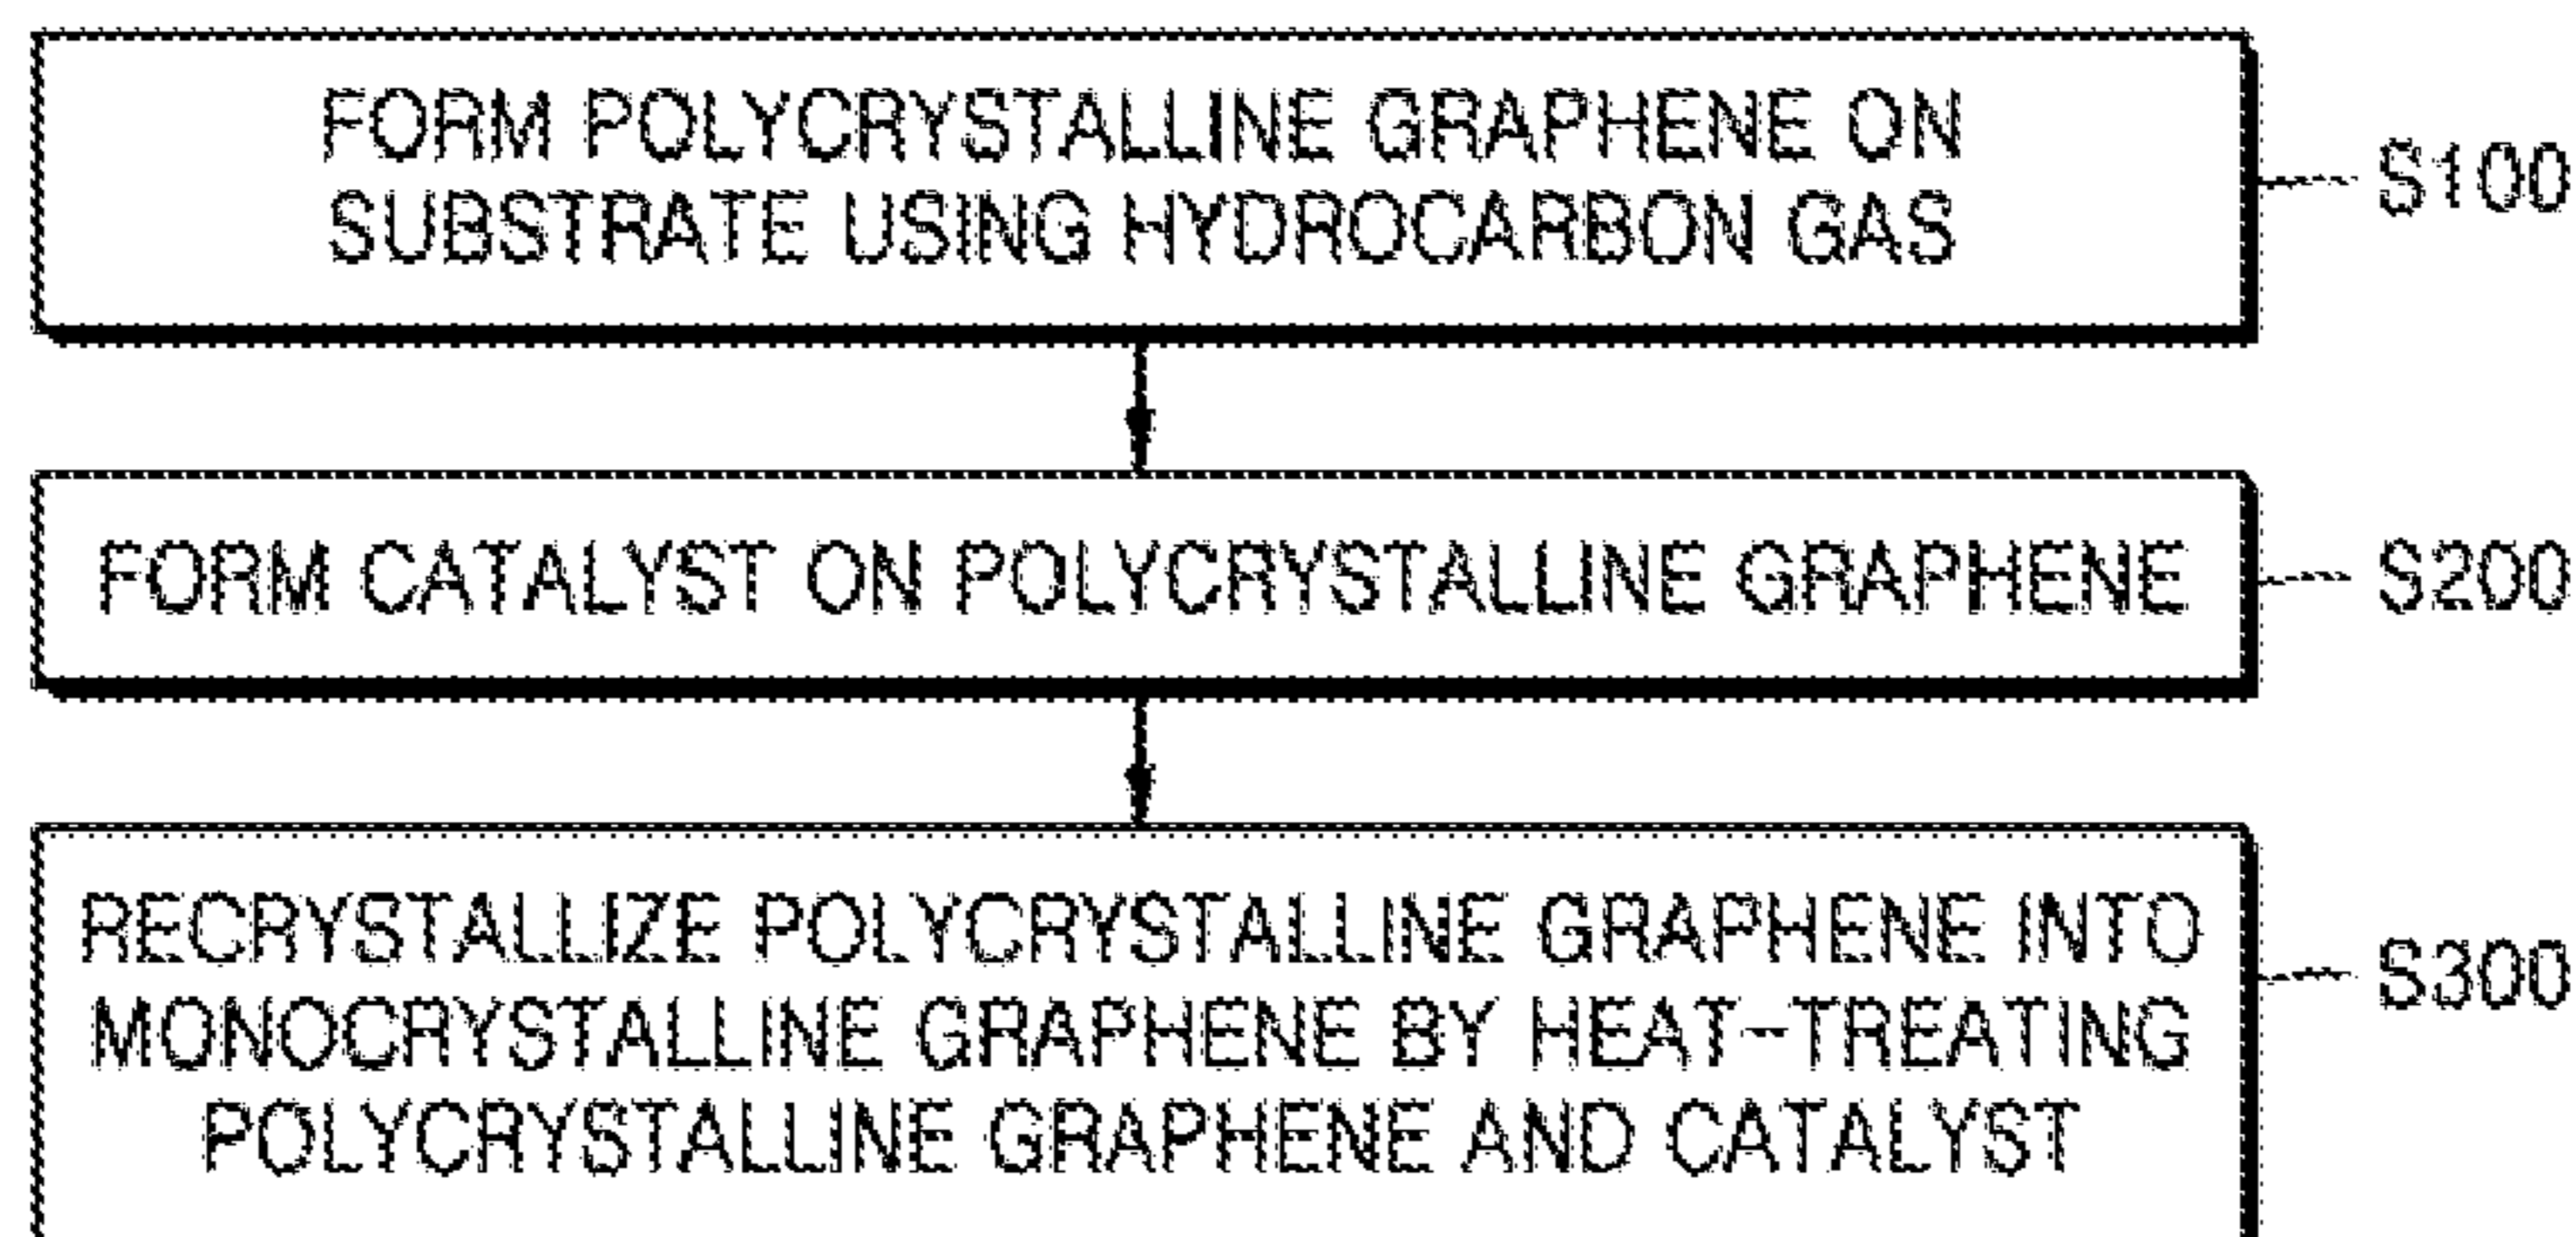 FORM POLYCRYSTALLINE GRAPHENE ON
SUBSTRATE USING HYDROCARBON GAS
S100
FORM CATALYST ON POLYCRYSTALLINE GRAPHENE
S200
RECRYSTALLIZE POLYCRYSTALLINE GRAPHENE INTO
MONOCRYSTALLINE GRAPHENE BY HEAT-TREATING
POLYCRYSTALLINE GRAPHENE AND CATALYST
S300